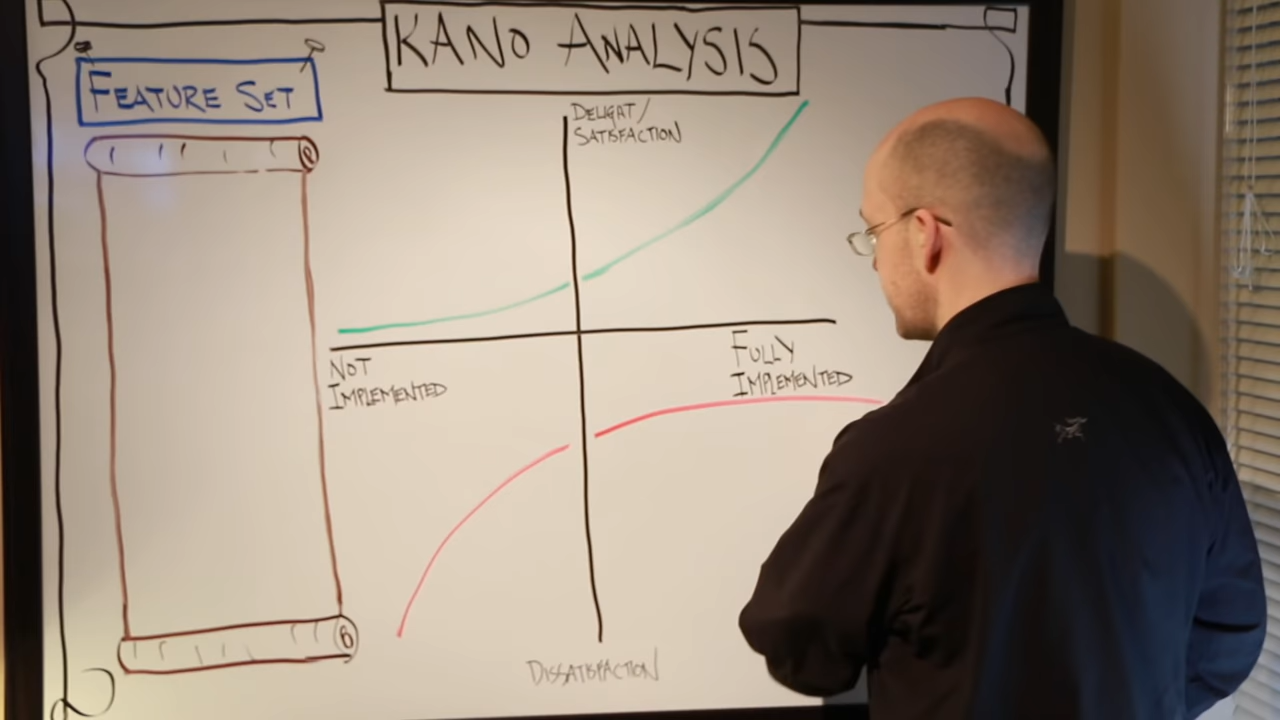 KANO ANALYSIS
FEATURE SET
DELIGHT/
SATISFACTION
NOT
IMPLEMENTED
FULLY
IMPLEMENTED
DISSATISFACTION